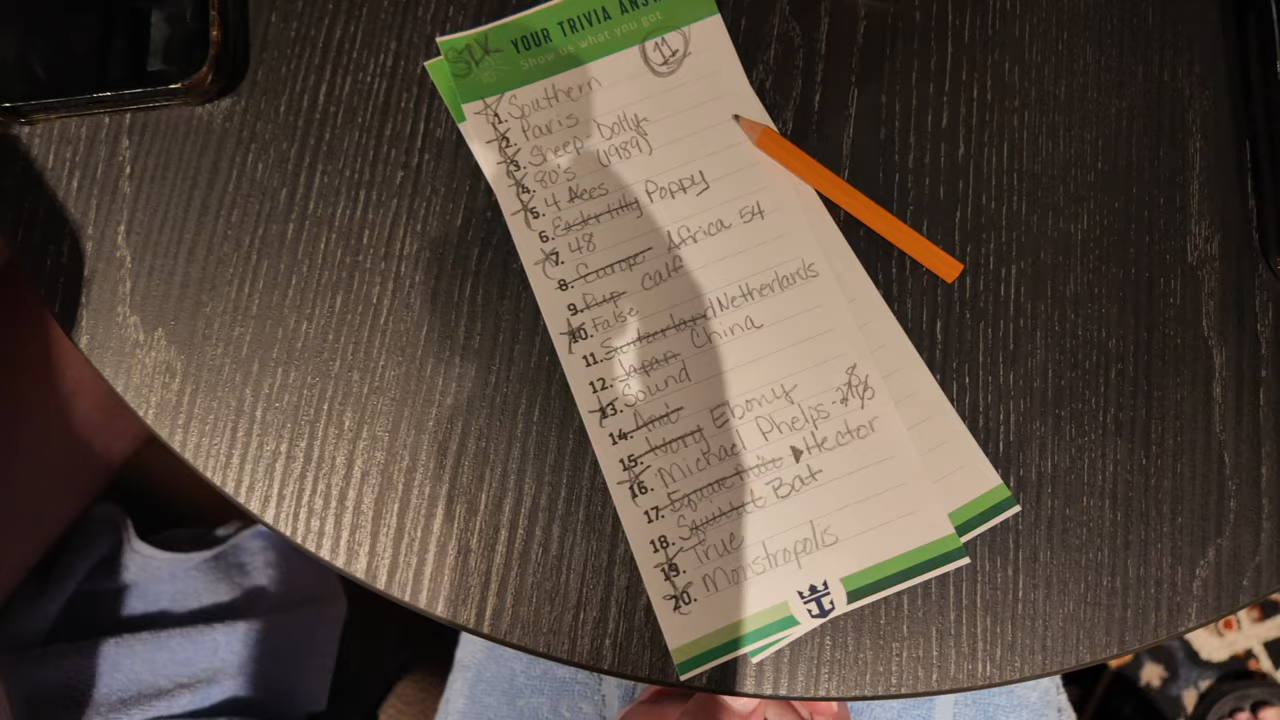 SIX
YOUR TRIVIA ANS
Show us what you got
11
1. Southern
2. Paris
3. Sheep - Dolly
4. 80's (1989)
5. 4 Aces
6. Easter lilly Poppy
7. 48
8. Europe Africa 54
9. Pup calf
10. False
11. Switzerland Netherlands
12. Japan China
13. Sound
14. Ant
15. Ivory Ebony
16. Michael Phelps - 28
17. Hector
18. Squirrel Bat
19. True
20. Monstropolis